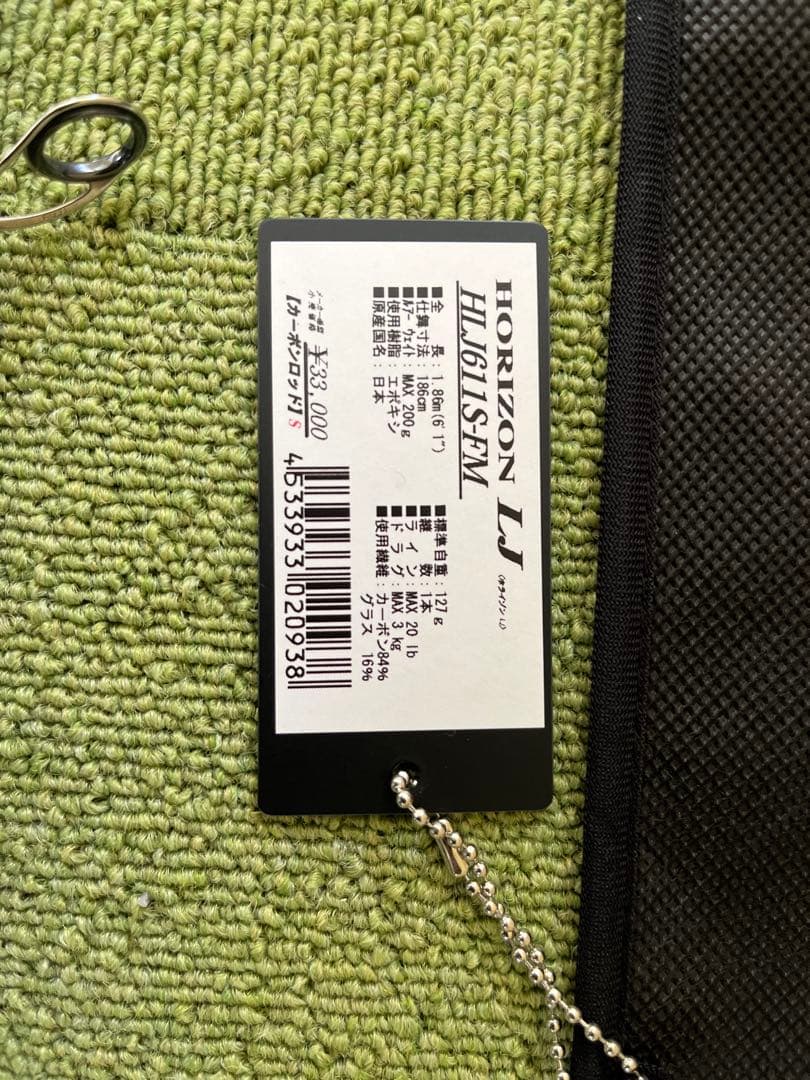 HORIZON LJ (ホライゾン LJ)
HLJ611S-FM
■全　長：1.86m(6'1")
■仕舞寸法：186cm
■ルアーウェイト：MAX 200g
■使用樹脂：エポキシ
■原産国名：日本
■標準自重：127g
■継　数：1本
■ライン：MAX 20 lb
■ドラグ：MAX 3 kg
■使用繊維：カーボン84%
グラス 16%
メーカー希望
小売価格
¥33,000
【カーボンロッド】S
4533933020938